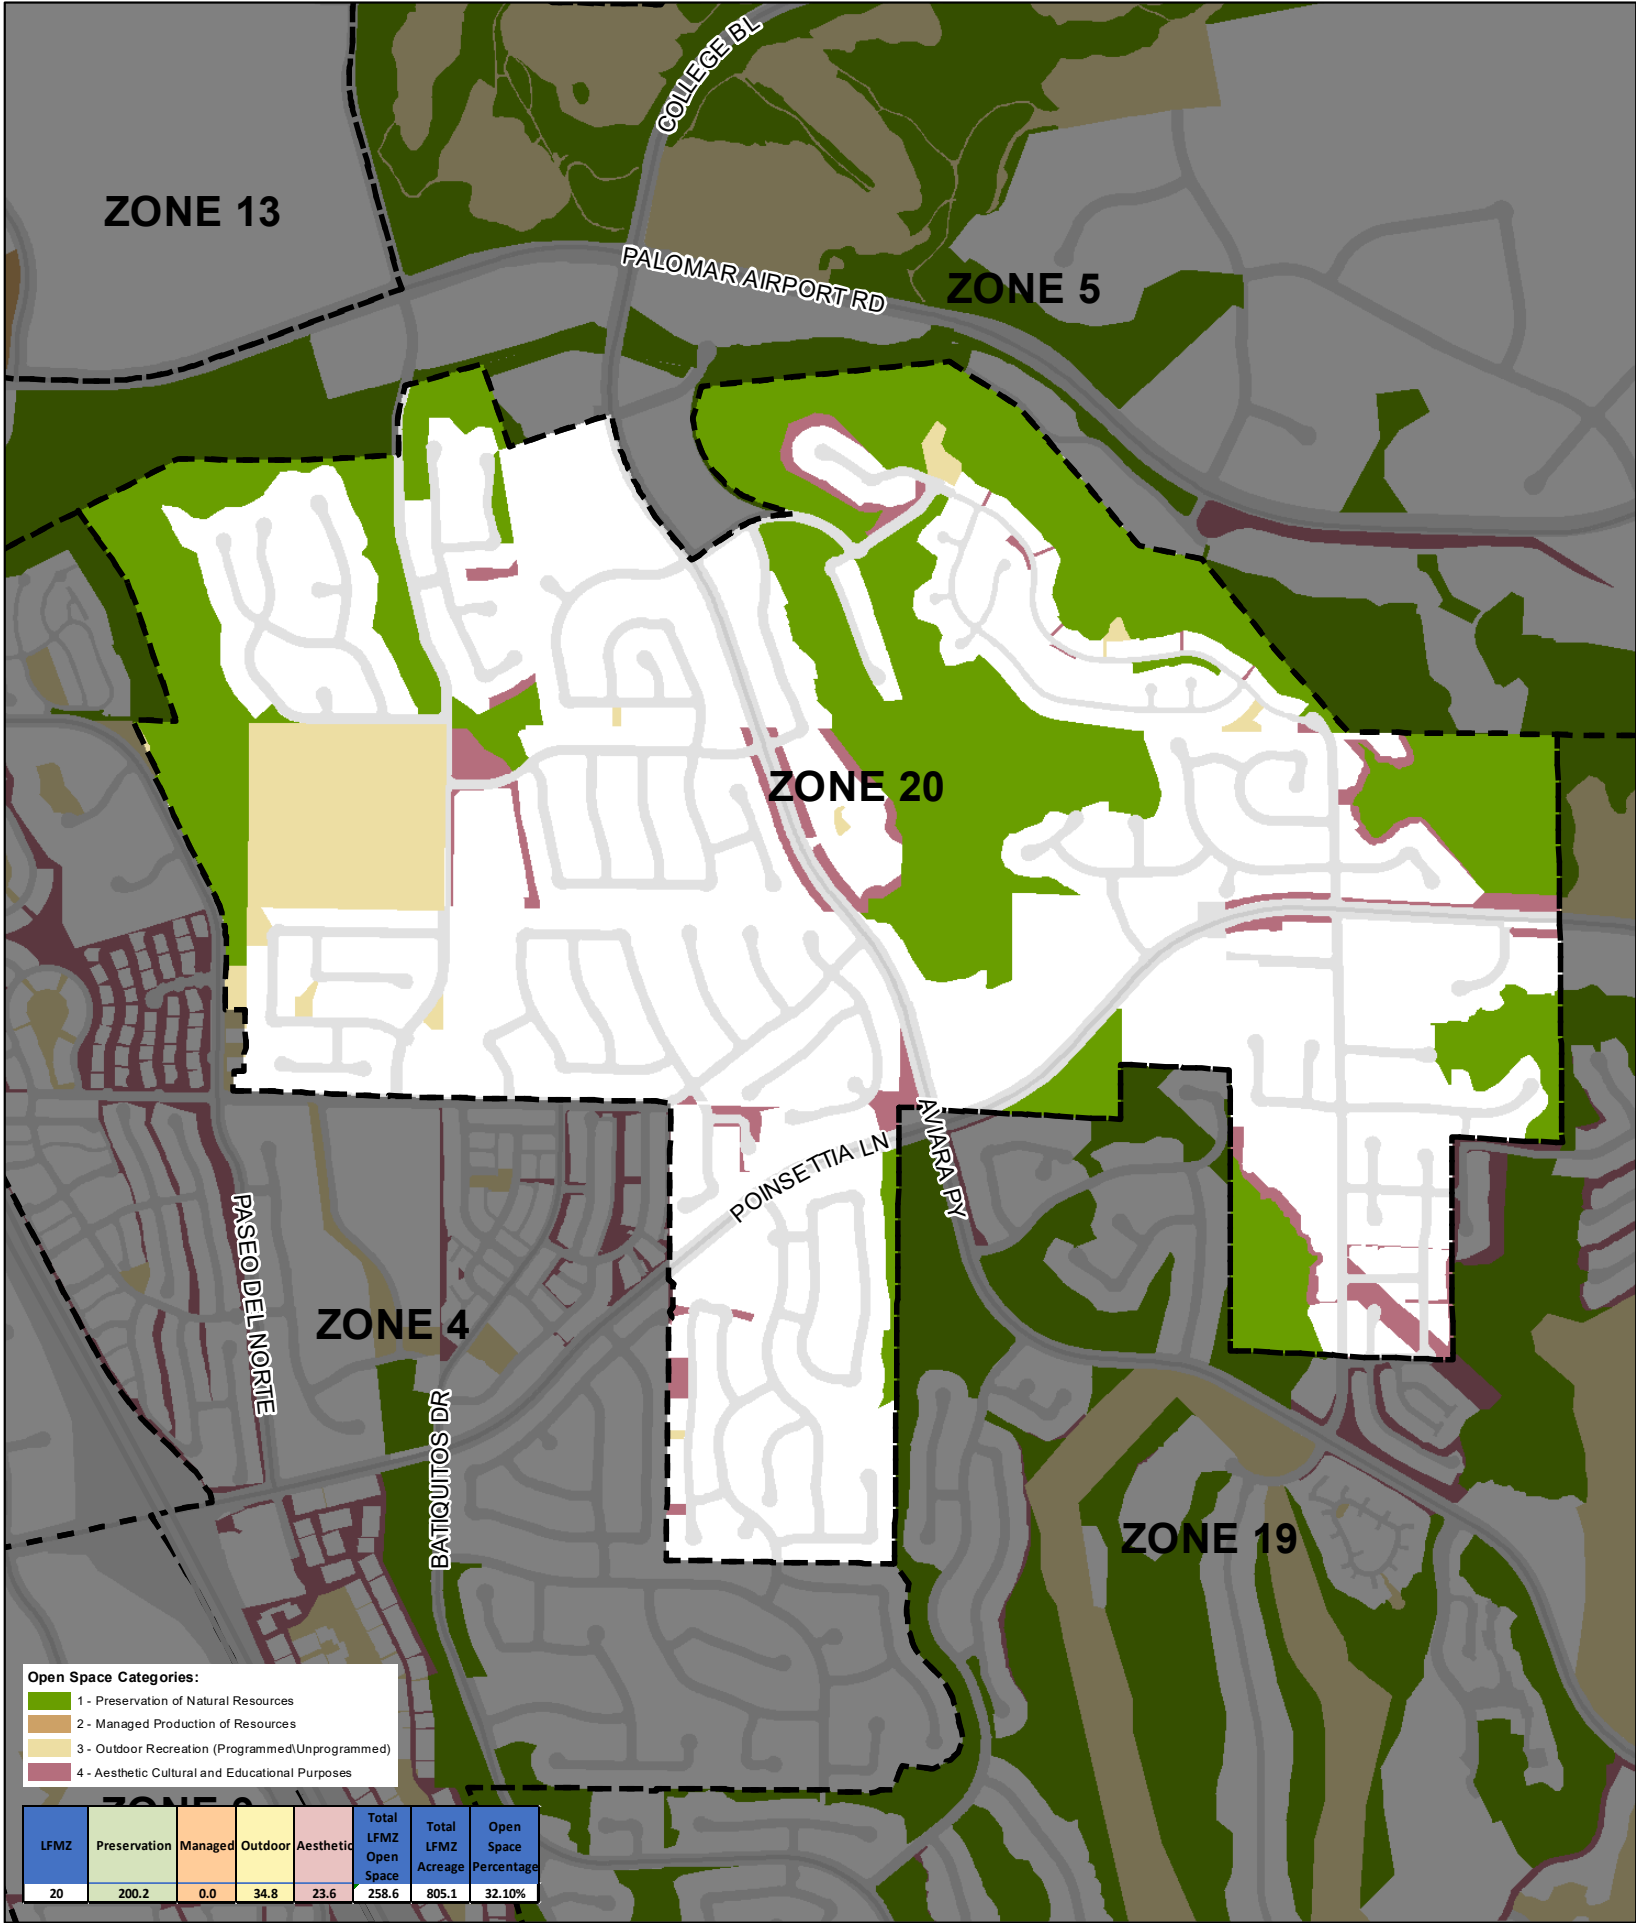 COLLEGE BL
ZONE 13
PALOMAR AIRPORT RD
ZONE 5
ZONE 20
AVIARA PY
POINSETTIA LN
PASEO DEL NORTE
ZONE 4
BATIQUITOS DR
ZONE 19
Open Space Categories:
1 - Preservation of Natural Resources
2 - Managed Production of Resources
3 - Outdoor Recreation (Programmed\Unprogrammed)
4 - Aesthetic Cultural and Educational Purposes
ZONE
LFMZ Preservation Managed Outdoor Aesthetic Total LFMZ Open Space Total LFMZ Acreage Open Space Percentage
20 200.2 0.0 34.8 23.6 258.6 805.1 32.10%